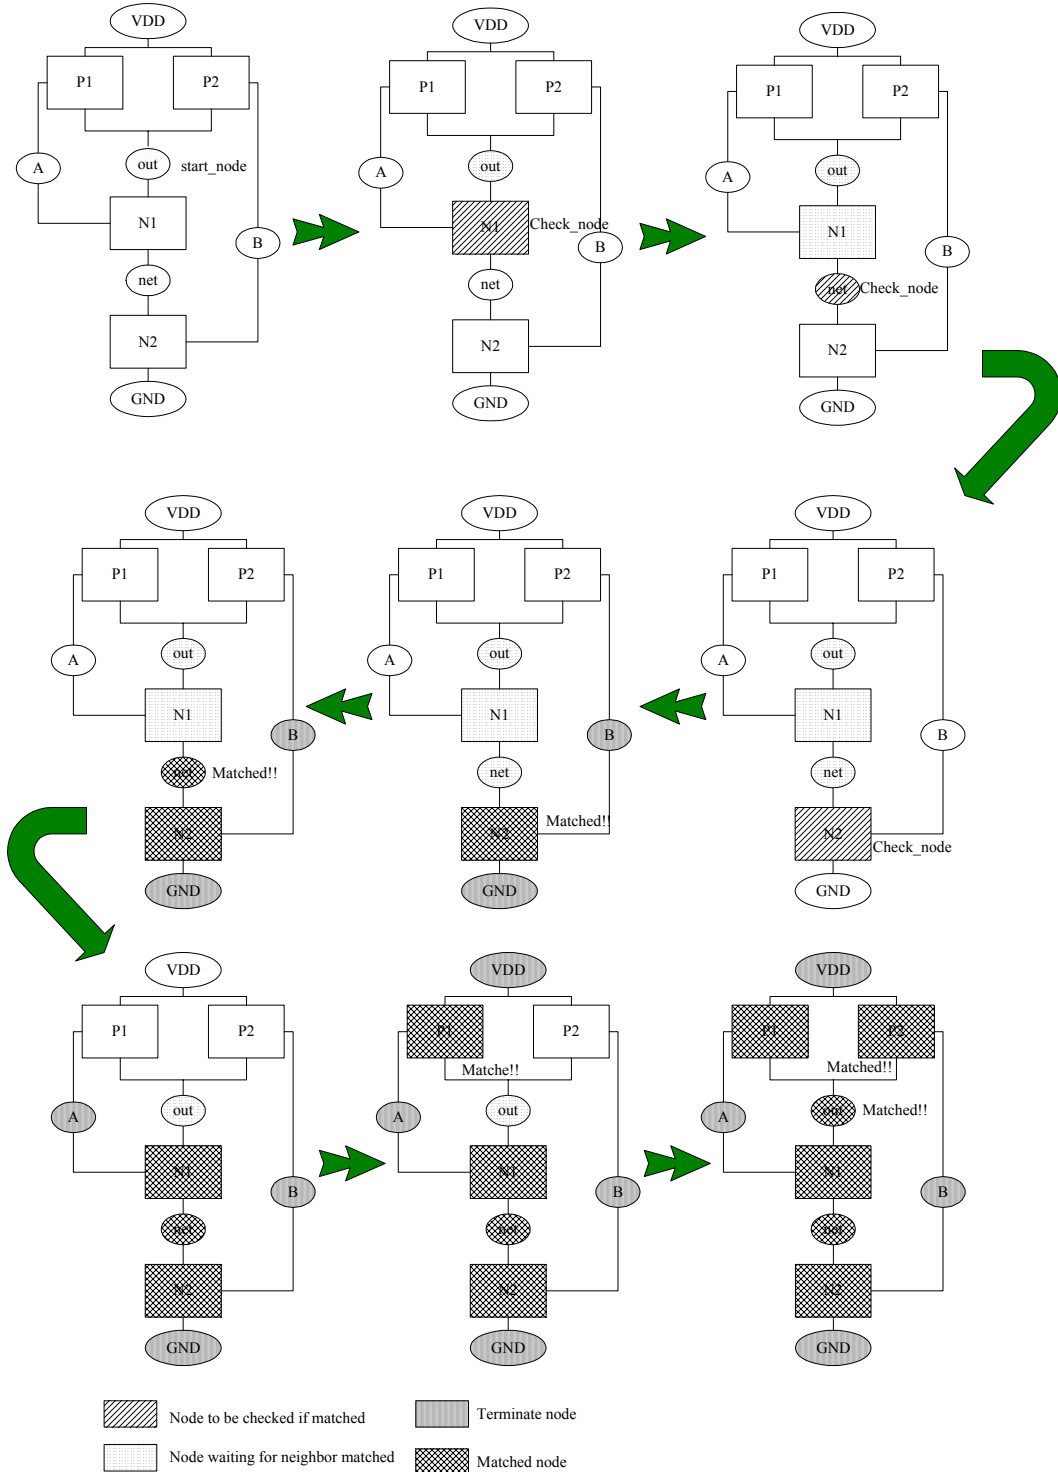 VDD VDD VDD
P1 P2 P1 P2 P1 P2
A out start_node A out A out
N1 N1 Check_node N1
B B B
net net net Check_node
N2 N2 N2
GND GND GND
VDD VDD VDD
P1 P2 P1 P2 P1 P2
A out A out A out
N1 N1 N1
B B B
net Matched!! net net
N2 N2 Matched!! N2 Check_node
GND GND GND
VDD VDD VDD
P1 P2 P1 P2 P1 P2
Matche!! Matched!!
A out A out A out Matched!!
N1 N1 N1
B B B
net net net
N2 N2 N2
GND GND GND
Node to be checked if matched Terminate node
Node waiting for neighbor matched Matched node